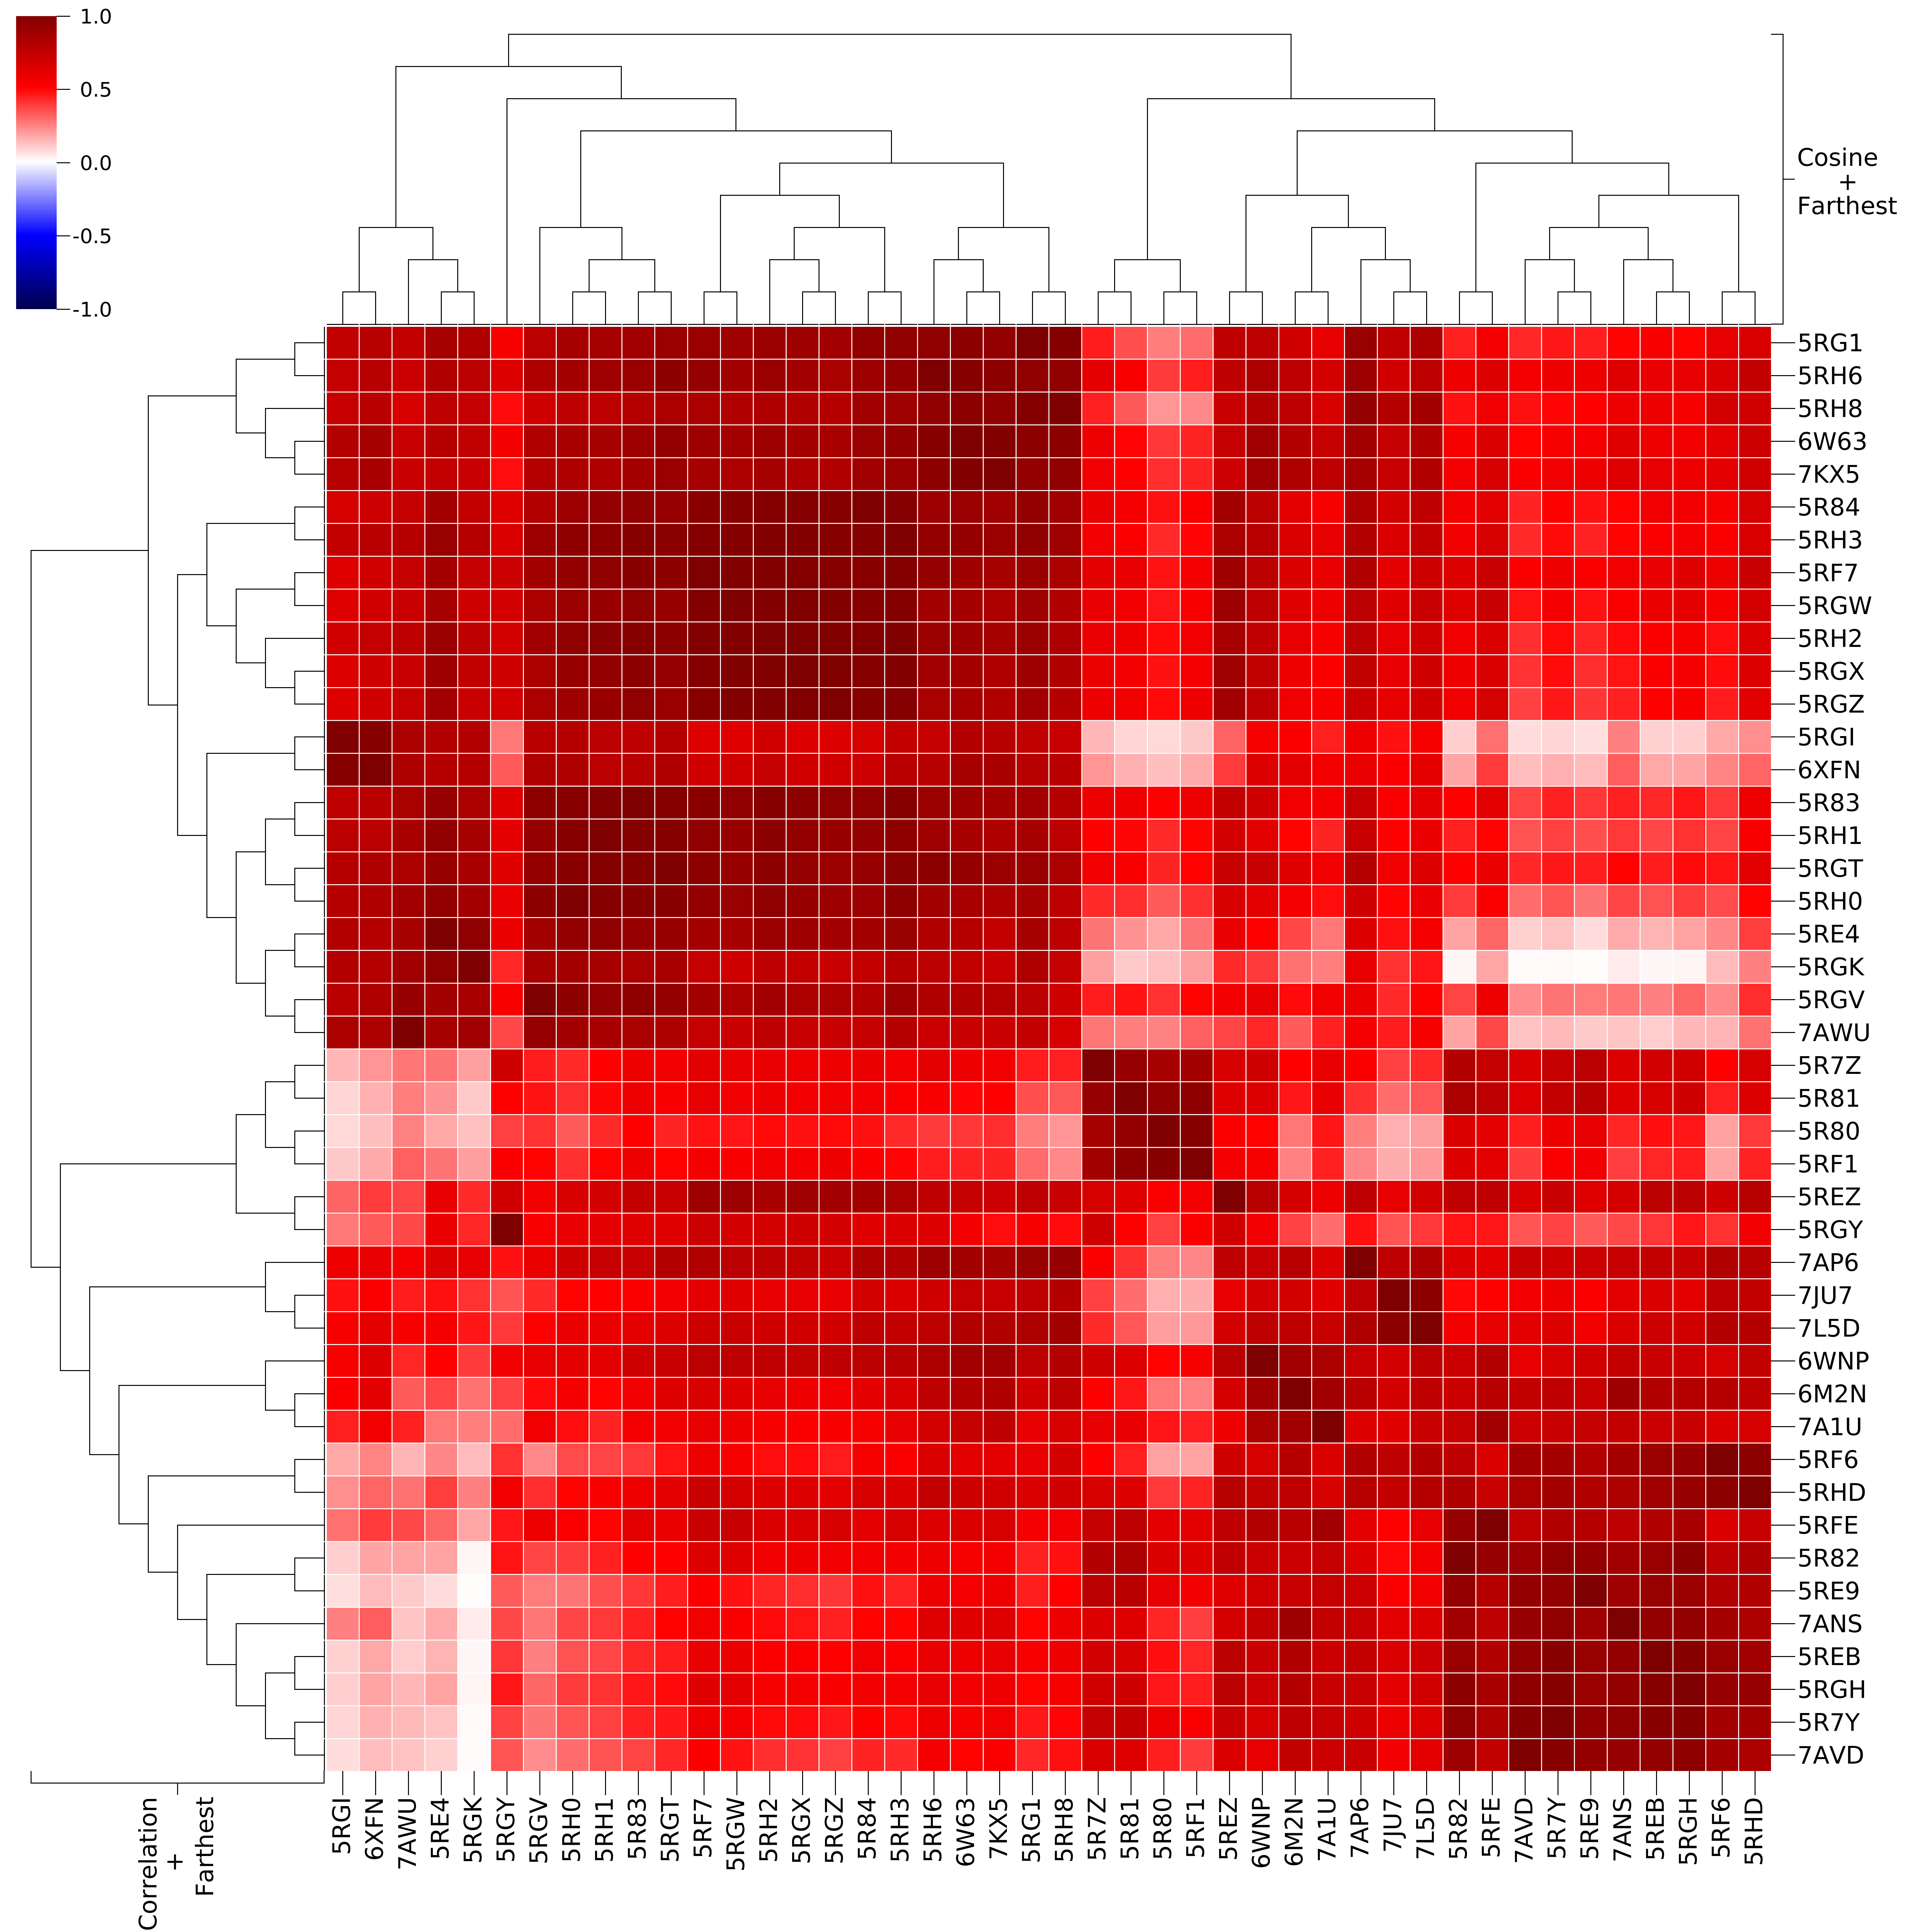 1.0
0.5
0.0
-0.5
-1.0
Cosine
+
Farthest
5RG1
5RH6
5RH8
6W63
7KX5
5R84
5RH3
5RF7
5RGW
5RH2
5RGX
5RGZ
5RGI
6XFN
5R83
5RH1
5RGT
5RH0
5RE4
5RGK
5RGV
7AWU
5R7Z
5R81
5R80
5RF1
5REZ
5RGY
7AP6
7JU7
7L5D
6WNP
6M2N
7A1U
5RF6
5RHD
5RFE
5R82
5RE9
7ANS
5REB
5RGH
5R7Y
7AVD
Correlation
+
Farthest
5RGI
6XFN
7AWU
5RE4
5RGK
5RGY
5RGV
5RH0
5RH1
5R83
5RGT
5RF7
5RGW
5RH2
5RGX
5RGZ
5R84
5RH3
5RH6
6W63
7KX5
5RG1
5RH8
5R7Z
5R81
5R80
5RF1
5REZ
6WNP
6M2N
7A1U
7AP6
7JU7
7L5D
5R82
5RFE
7AVD
5R7Y
5RE9
7ANS
5REB
5RGH
5RF6
5RHD